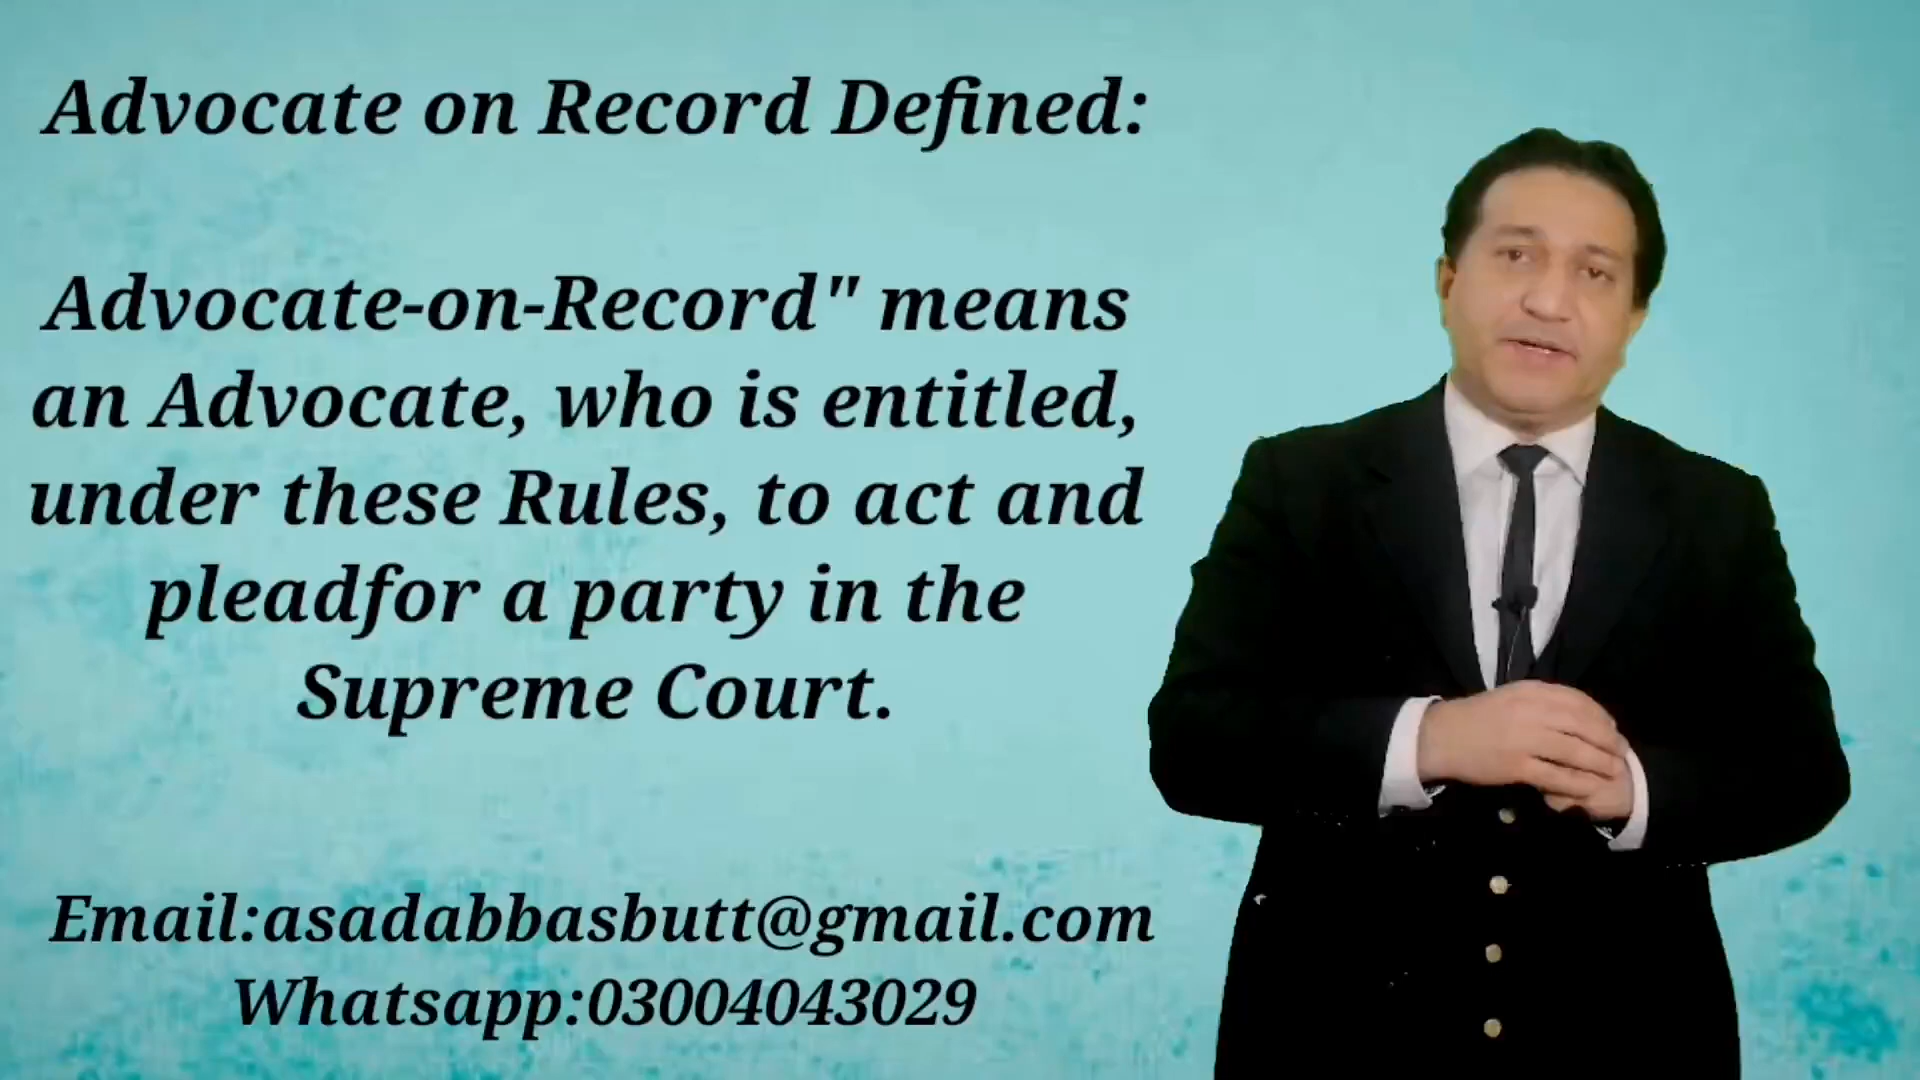 Advocate on Record Defined:
Advocate-on-Record" means
an Advocate, who is entitled,
under these Rules, to act and
pleadfor a party in the
Supreme Court.
Email:asadabbasbutt@gmail.com
Whatsapp:03004043029